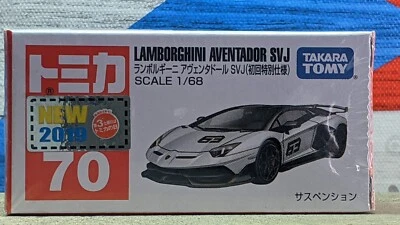 トミカ
NEW
2019
70
LAMBORGHINI AVENTADOR SVJ
ランボルギーニ アヴェンタドール SVJ(初回特別仕様)
SCALE 1/68
TAKARA
TOMY
63
63
サスペンション